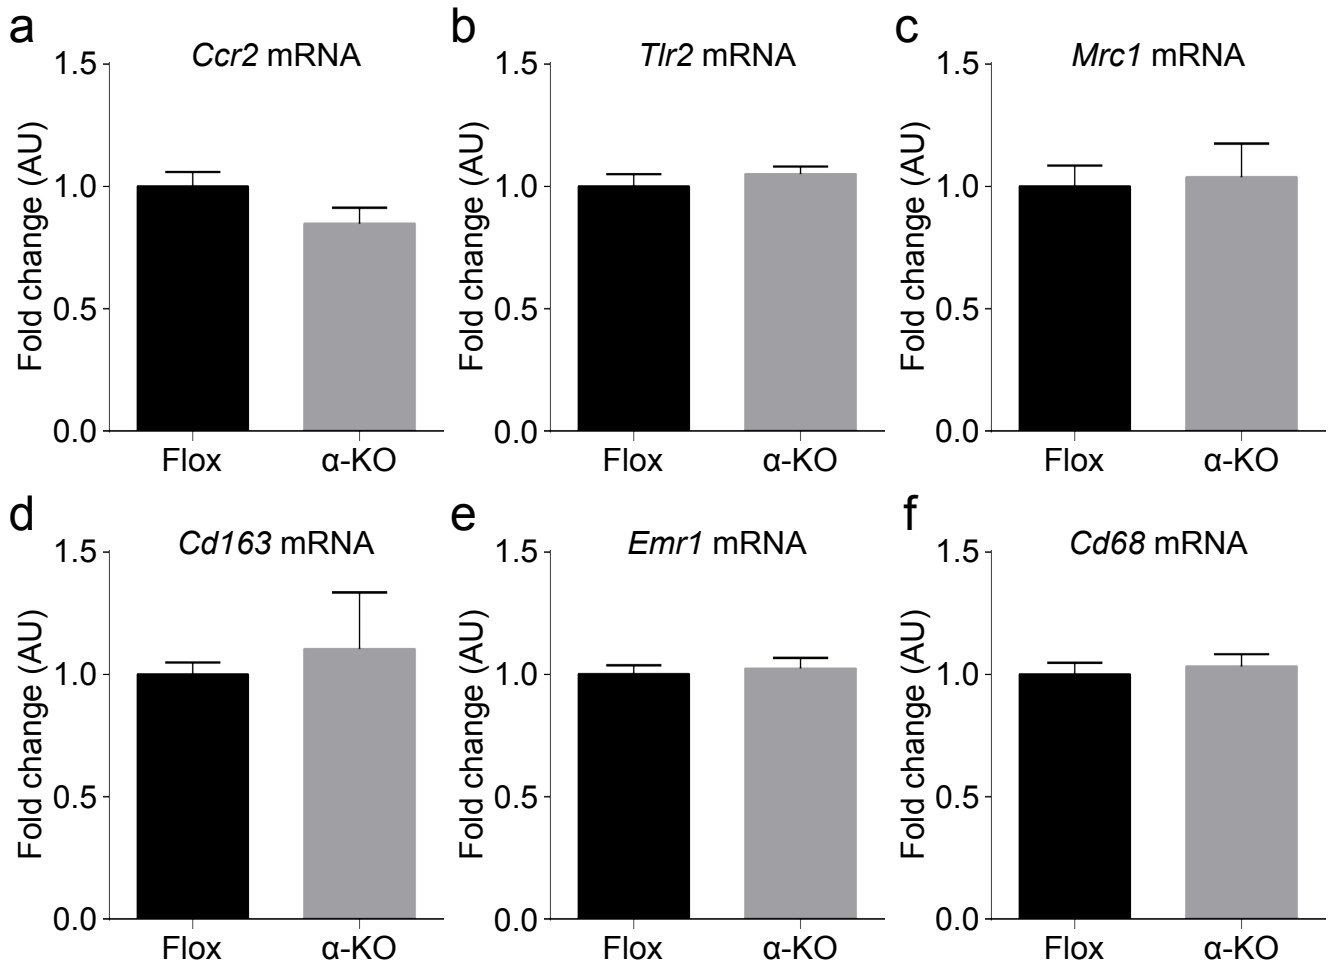 a
Ccr2 mRNA
Fold change (AU)
1.5
1.0
0.5
0.0
Flox
α-KO
b
Tlr2 mRNA
Fold change (AU)
1.5
1.0
0.5
0.0
Flox
α-KO
c
Mrc1 mRNA
Fold change (AU)
1.5
1.0
0.5
0.0
Flox
α-KO
d
Cd163 mRNA
Fold change (AU)
1.5
1.0
0.5
0.0
Flox
α-KO
e
Emr1 mRNA
Fold change (AU)
1.5
1.0
0.5
0.0
Flox
α-KO
f
Cd68 mRNA
Fold change (AU)
1.5
1.0
0.5
0.0
Flox
α-KO